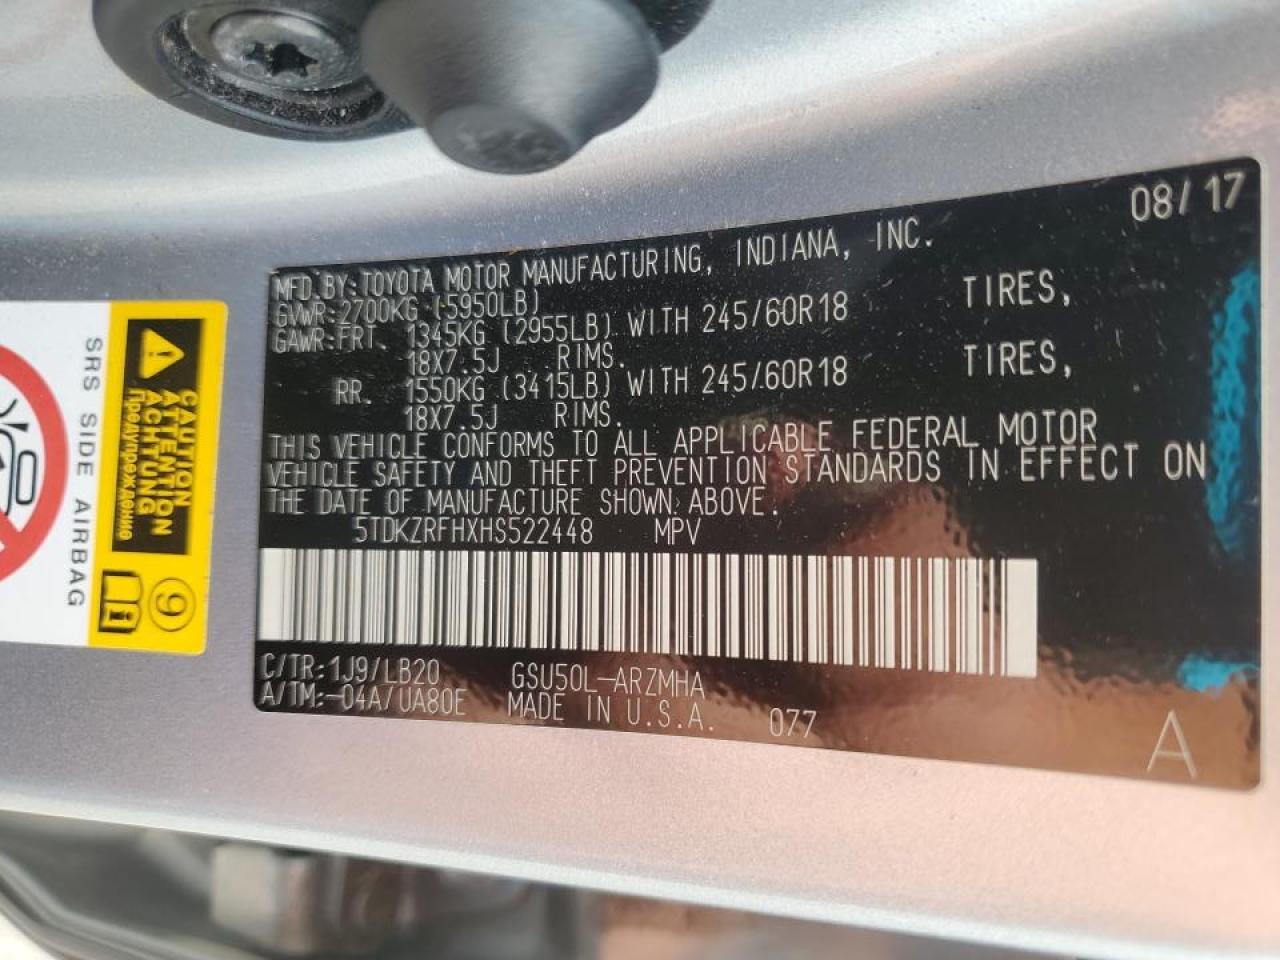 08/17
MFD.BY:TOYOTA MOTOR MANUFACTURING, INDIANA, INC.
GVWR:2700KG (5950LB)
GAWR:FRT. 1345KG (2955LB) WITH 245/60R18 TIRES,
18X7.5J RIMS.
RR. 1550KG (3415LB) WITH 245/60R18 TIRES,
18X7.5J RIMS.
THIS VEHICLE CONFORMS TO ALL APPLICABLE FEDERAL MOTOR
VEHICLE SAFETY AND THEFT PREVENTION STANDARDS IN EFFECT ON
THE DATE OF MANUFACTURE SHOWN ABOVE.
5TDKZRFHXHS522448 MPV
C/TR:1J9/LB20 GSU50L-ARZMHA
A/TM:-04A/UA80E MADE IN U.S.A. 077
A
CAUTION
ATTENTION
ACHTUNG
Предупреждение
9
SRS SIDE AIRBAG